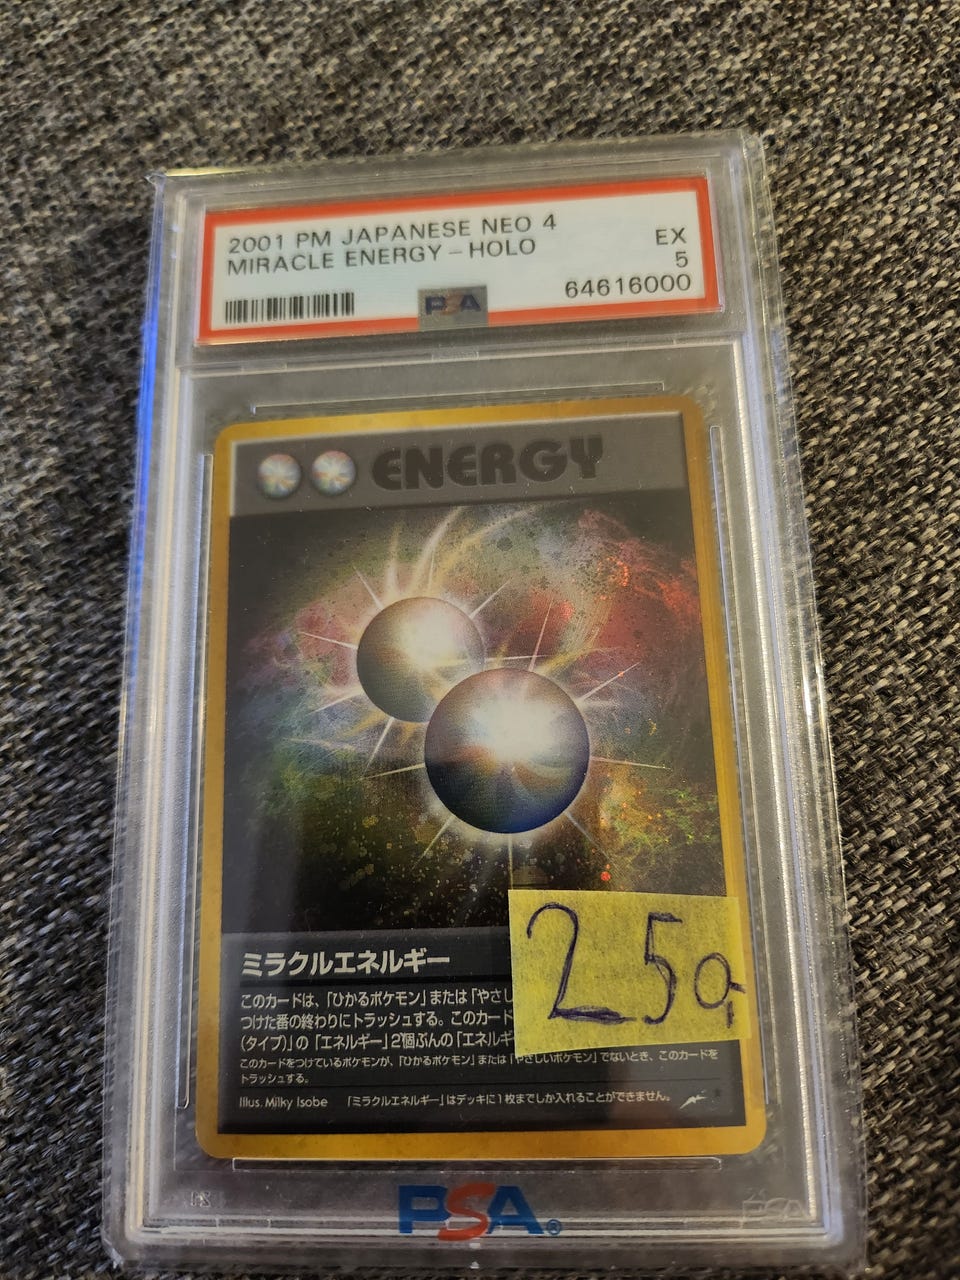 2001 PM JAPANESE NEO 4
EX
MIRACLE ENERGY - HOLO
5
64616000
PSA
ENERGY
ミラクルエネルギー
このカードは、「ひかるポケモン」または「やさし
つけた番の終わりにトラッシュする。このカード
(タイプ)」の「エネルギー」2個ぶんの「エネルギ
このカードをつけているポケモンが、「ひかるポケモン」または「やさしいポケモン」でないとき、このカードを
トラッシュする。
Illus. Milky Isobe 「ミラクルエネルギー」はデッキに1枚までしか入れることができません。
25
PSA®
PSA